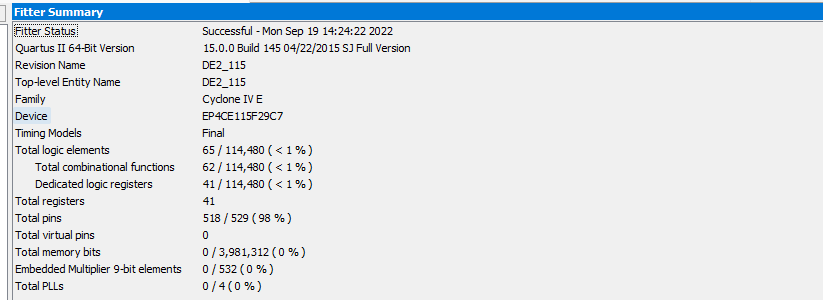 Fitter Summary
Fitter Status Successful - Mon Sep 19 14:24:22 2022
Quartus II 64-Bit Version 15.0.0 Build 145 04/22/2015 SJ Full Version
Revision Name DE2_115
Top-level Entity Name DE2_115
Family Cyclone IV E
Device EP4CE115F29C7
Timing Models Final
Total logic elements 65 / 114,480 ( < 1 % )
Total combinational functions 62 / 114,480 ( < 1 % )
Dedicated logic registers 41 / 114,480 ( < 1 % )
Total registers 41
Total pins 518 / 529 ( 98 % )
Total virtual pins 0
Total memory bits 0 / 3,981,312 ( 0 % )
Embedded Multiplier 9-bit elements 0 / 532 ( 0 % )
Total PLLs 0 / 4 ( 0 % )